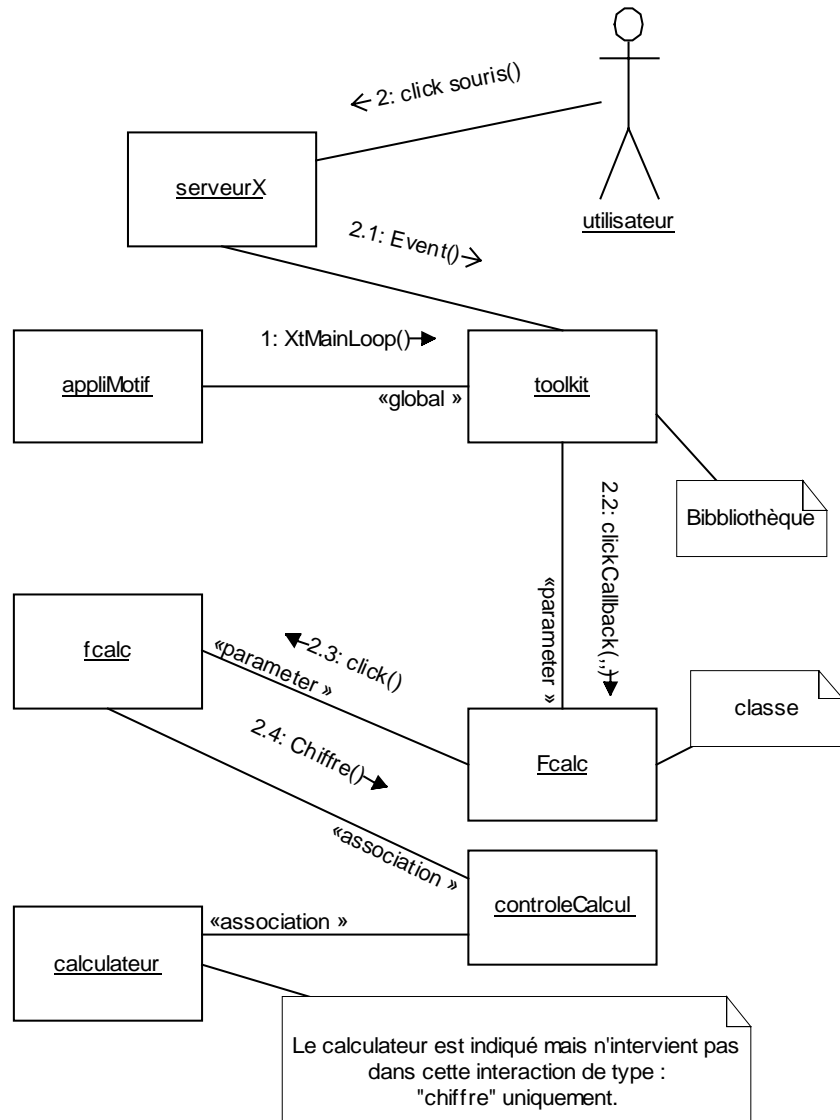 2: click souris()
serveurX
utilisateur
2.1: Event()
1: XtMainLoop()
appliMotif
«global »
toolkit
Bibbliothèque
2.2: clickCallback(,,)
«parameter »
fcalc
2.3: click()
«parameter »
classe
2.4: Chiffre()
Fcalc
«association »
controleCalcul
«association »
calculateur
Le calculateur est indiqué mais n'intervient pas
dans cette interaction de type :
"chiffre" uniquement.